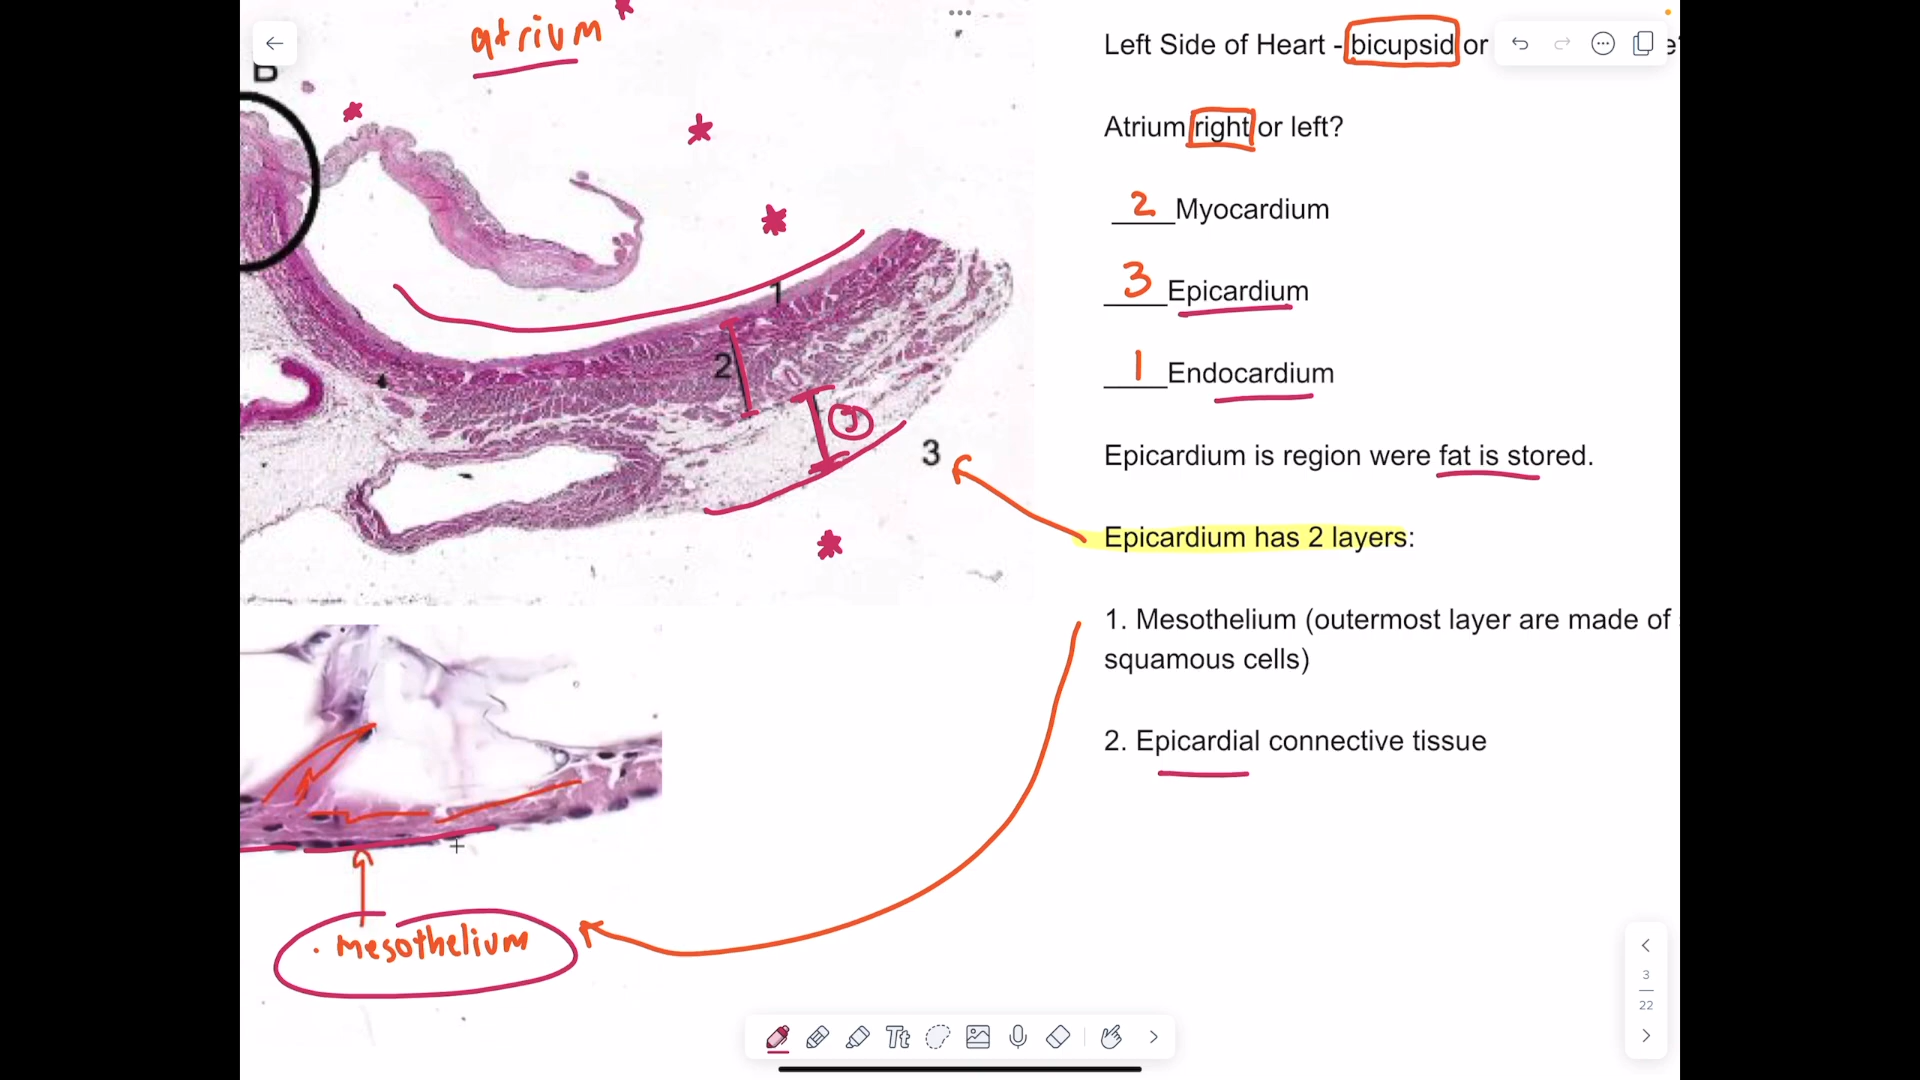 atrium
B
1
2
3
3
mesothelium
Left Side of Heart - bicupsid or
Atrium right or left?
2 Myocardium
3 Epicardium
1 Endocardium
Epicardium is region were fat is stored.
Epicardium has 2 layers:
1. Mesothelium (outermost layer are made of
squamous cells)
2. Epicardial connective tissue
Tt
3
22